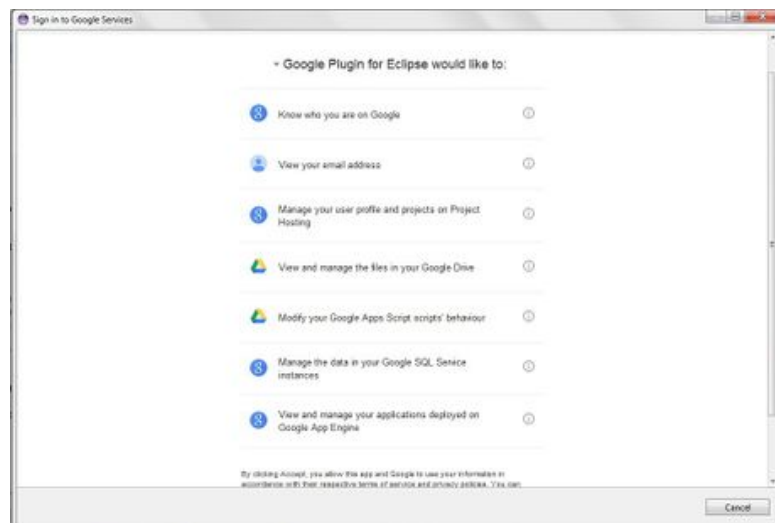 Sign in to Google Services
Google Plugin for Eclipse would like to:
Know who you are on Google
View your email address
Manage your user profile and projects on Project
Hosting
View and manage the files in your Google Drive
Modify your Google Apps Script scripts' behaviour
Manage the data in your Google SQL Service
instances
View and manage your applications deployed on
Google App Engine
By clicking Accept, you allow this app and Google to use your information in
accordance with their respective terms of service and privacy policies. You can
Cancel